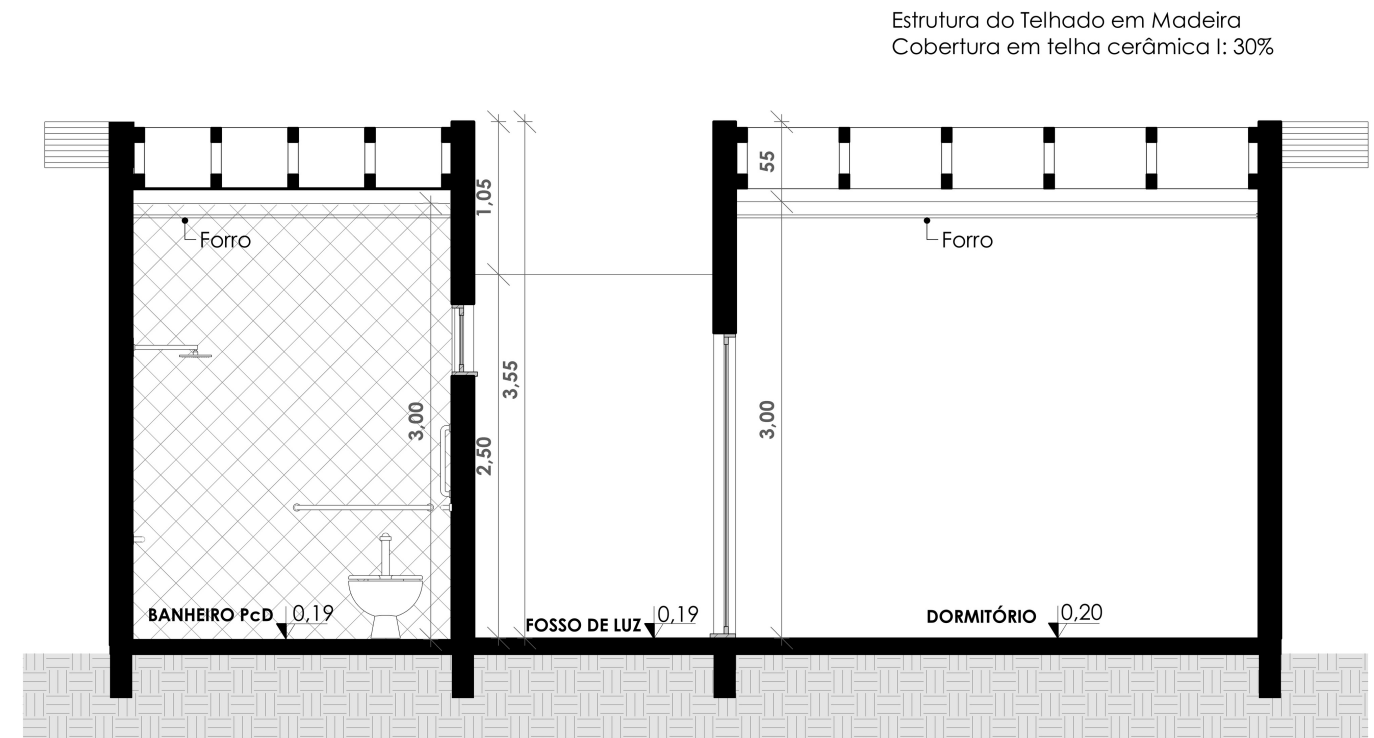 Estrutura do Telhado em Madeira
Cobertura em telha cerâmica I: 30%
1,05
55
Forro
Forro
3,55
3,00
3,00
2,50
BANHEIRO PcD 0,19
FOSSO DE LUZ 0,19
DORMITÓRIO 0,20